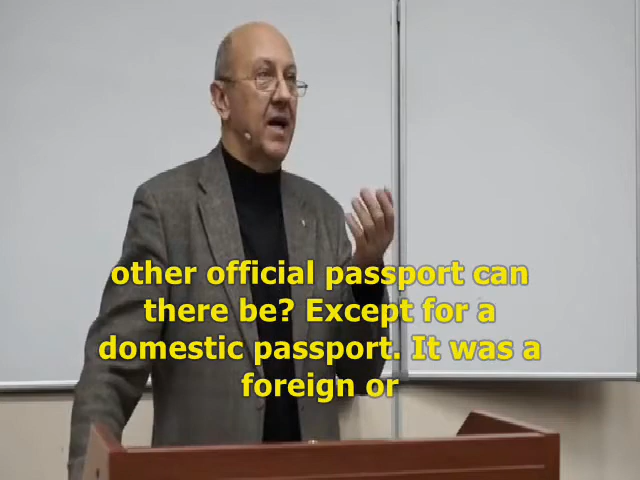 other official passport can
there be? Except for a
domestic passport. It was a
foreign or